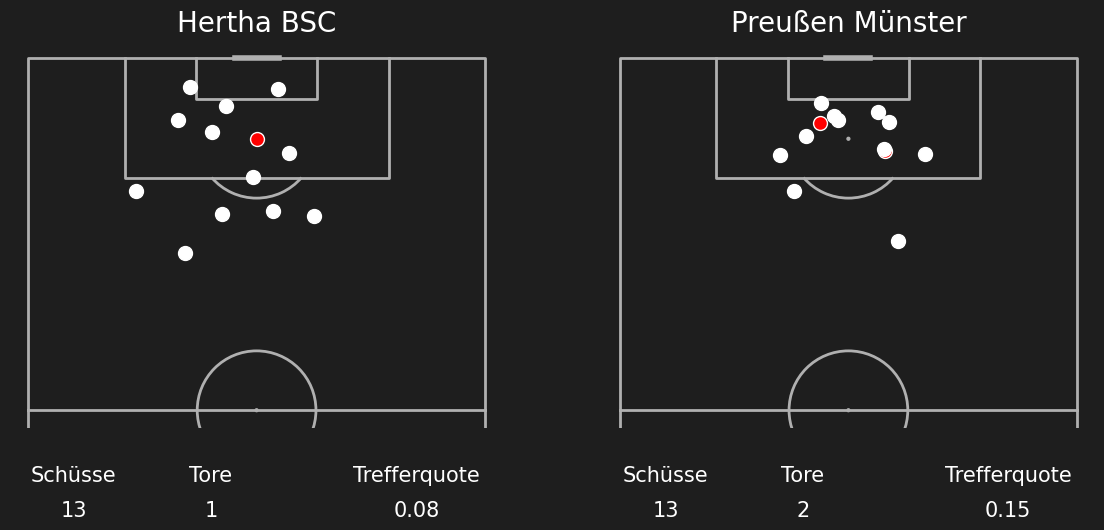 Hertha BSC
Preußen Münster
Schüsse Tore Trefferquote
13 1 0.08
Schüsse Tore Trefferquote
13 2 0.15